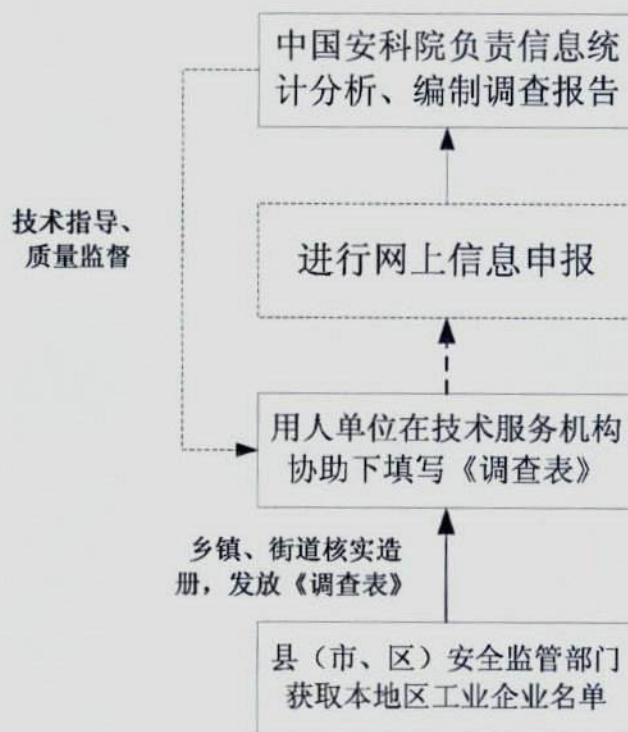 中国安科院负责信息统
计分析、编制调查报告
技术指导、
质量监督
进行网上信息申报
用人单位在技术服务机构
协助下填写《调查表》
乡镇、街道核实造
册，发放《调查表》
县（市、区）安全监管部门
获取本地区工业企业名单